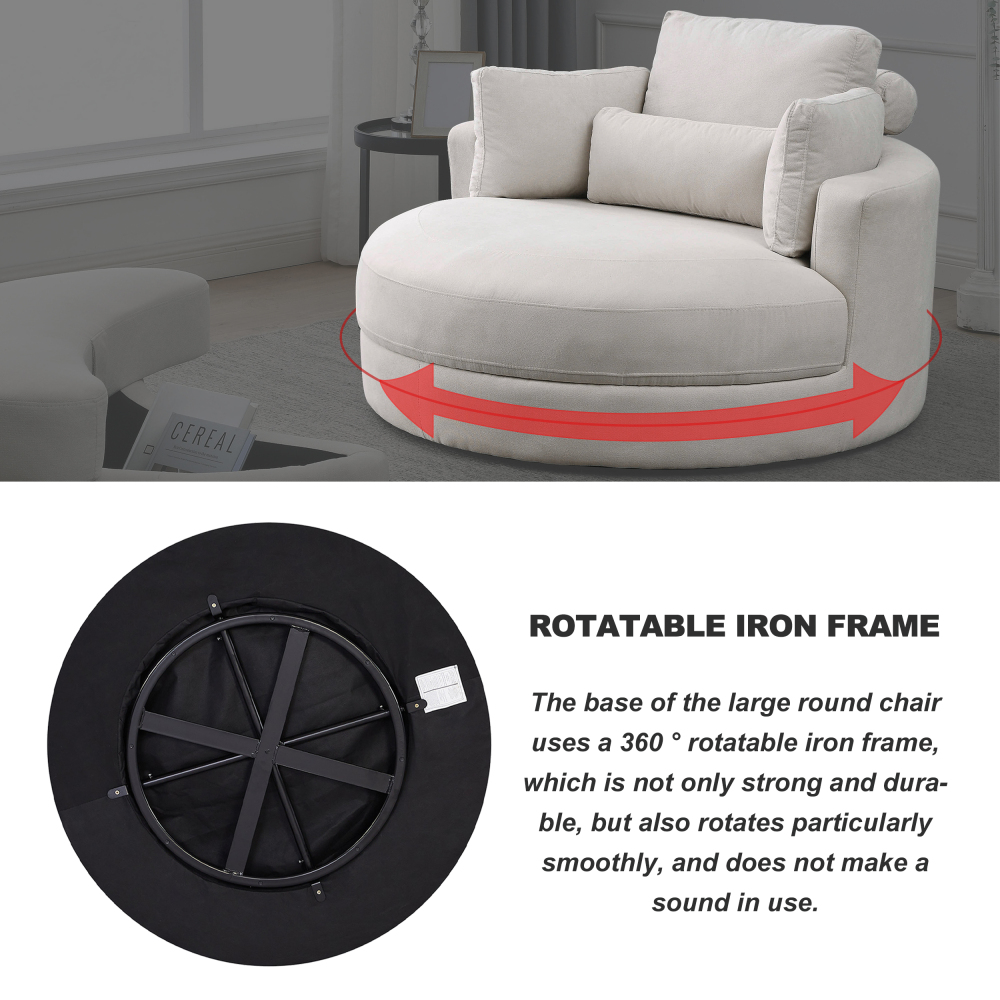 CEREAL
ROTATABLE IRON FRAME
The base of the large round chair
uses a 360 ° rotatable iron frame,
which is not only strong and dura-
ble, but also rotates particularly
smoothly, and does not make a
sound in use.